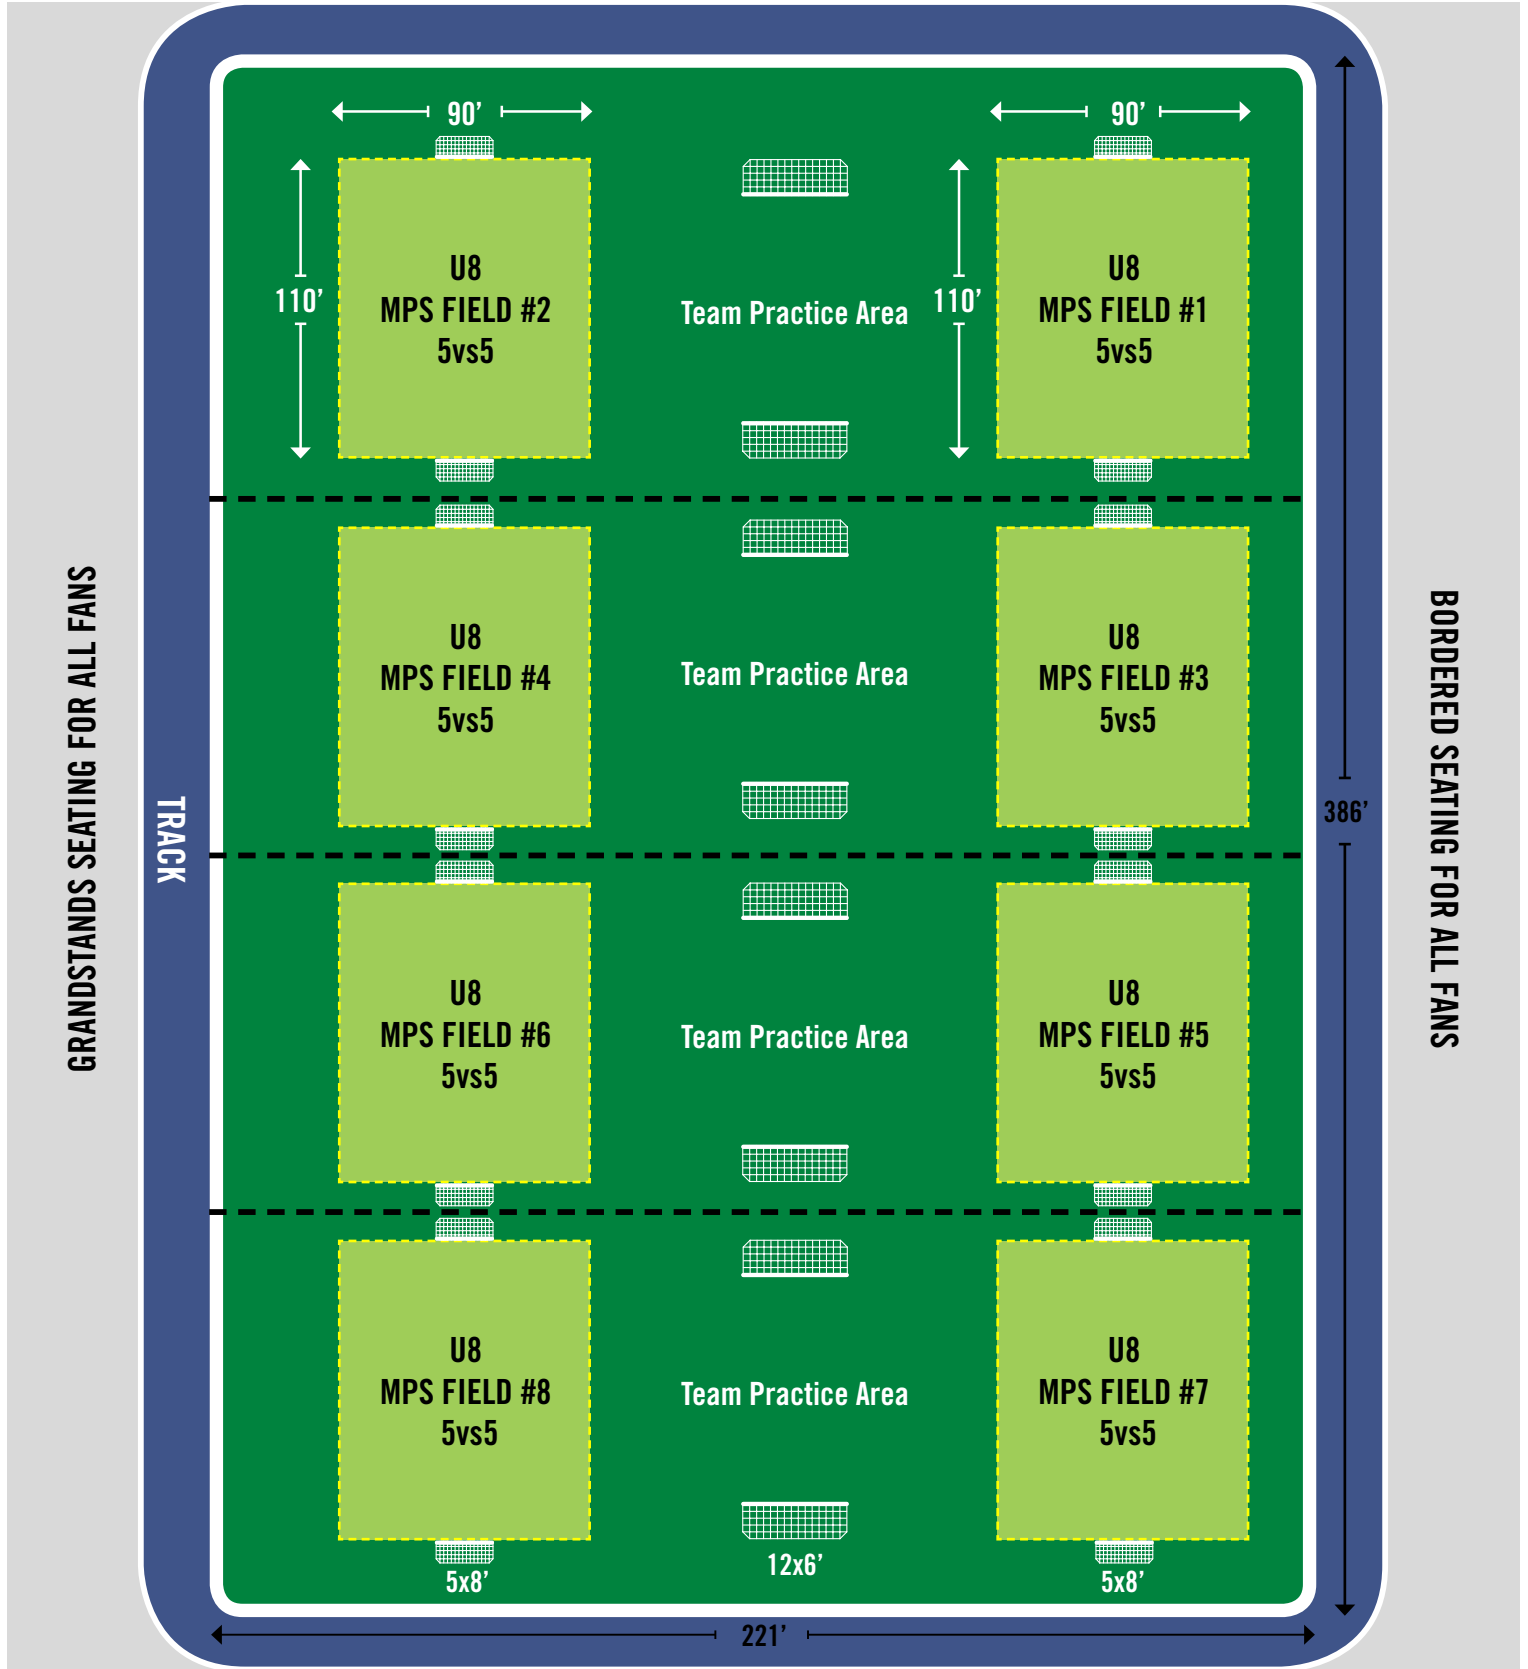 90’
90’
110’
U8
MPS FIELD #2
5vs5
Team Practice Area
110’
U8
MPS FIELD #1
5vs5
U8
MPS FIELD #4
5vs5
Team Practice Area
U8
MPS FIELD #3
5vs5
GRANDSTANDS SEATING FOR ALL FANS
TRACK
386’
BORDERED SEATING FOR ALL FANS
U8
MPS FIELD #6
5vs5
Team Practice Area
U8
MPS FIELD #5
5vs5
U8
MPS FIELD #8
5vs5
Team Practice Area
U8
MPS FIELD #7
5vs5
5x8’
12x6’
5x8’
221’